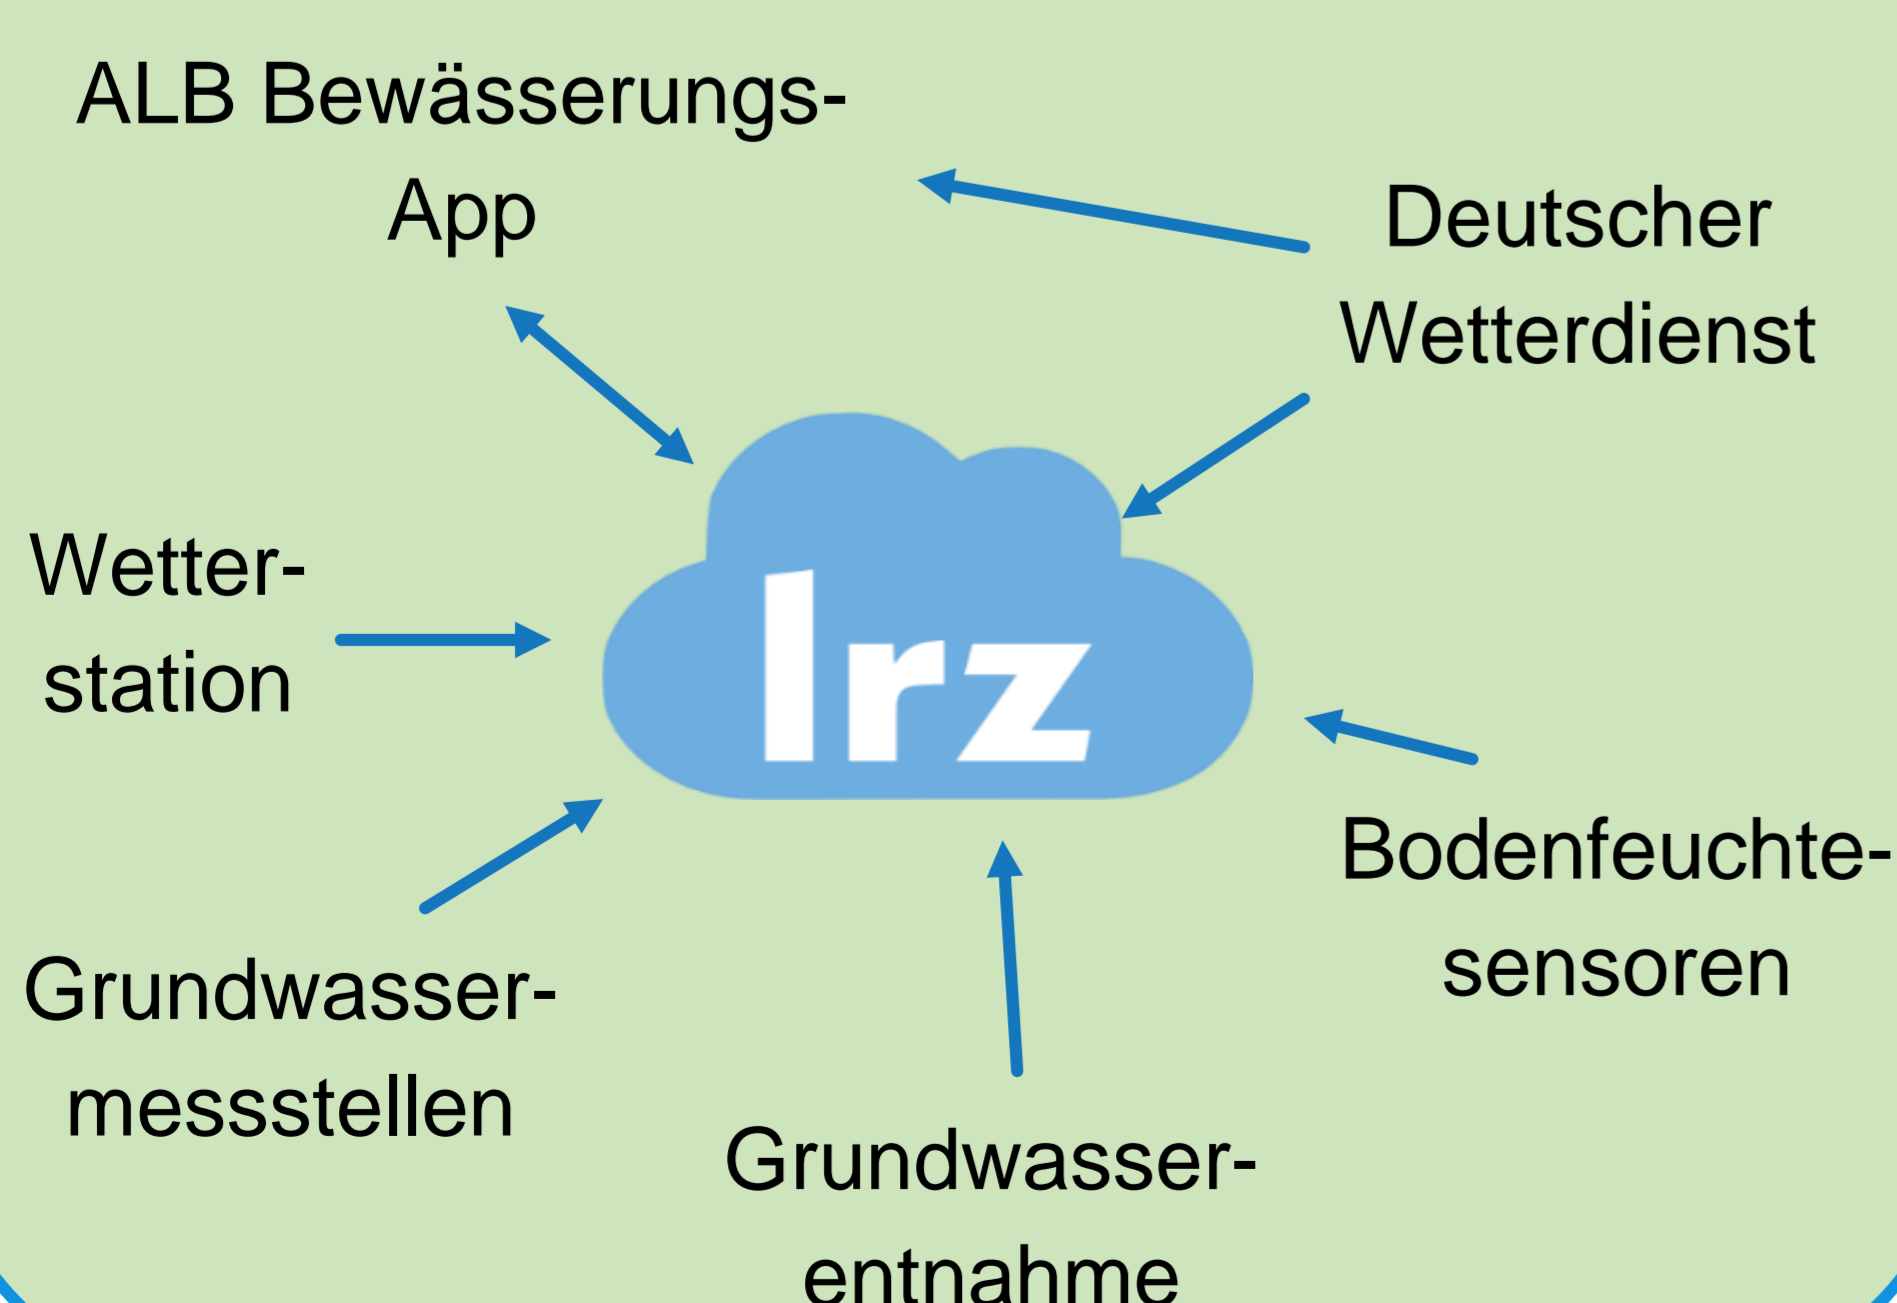 ALB Bewässerungs-
App
Deutscher
Wetterdienst
Wetter-
station
lrz
Bodenfeuchte-
sensoren
Grundwasser-
messstellen
Grundwasser-
entnahme